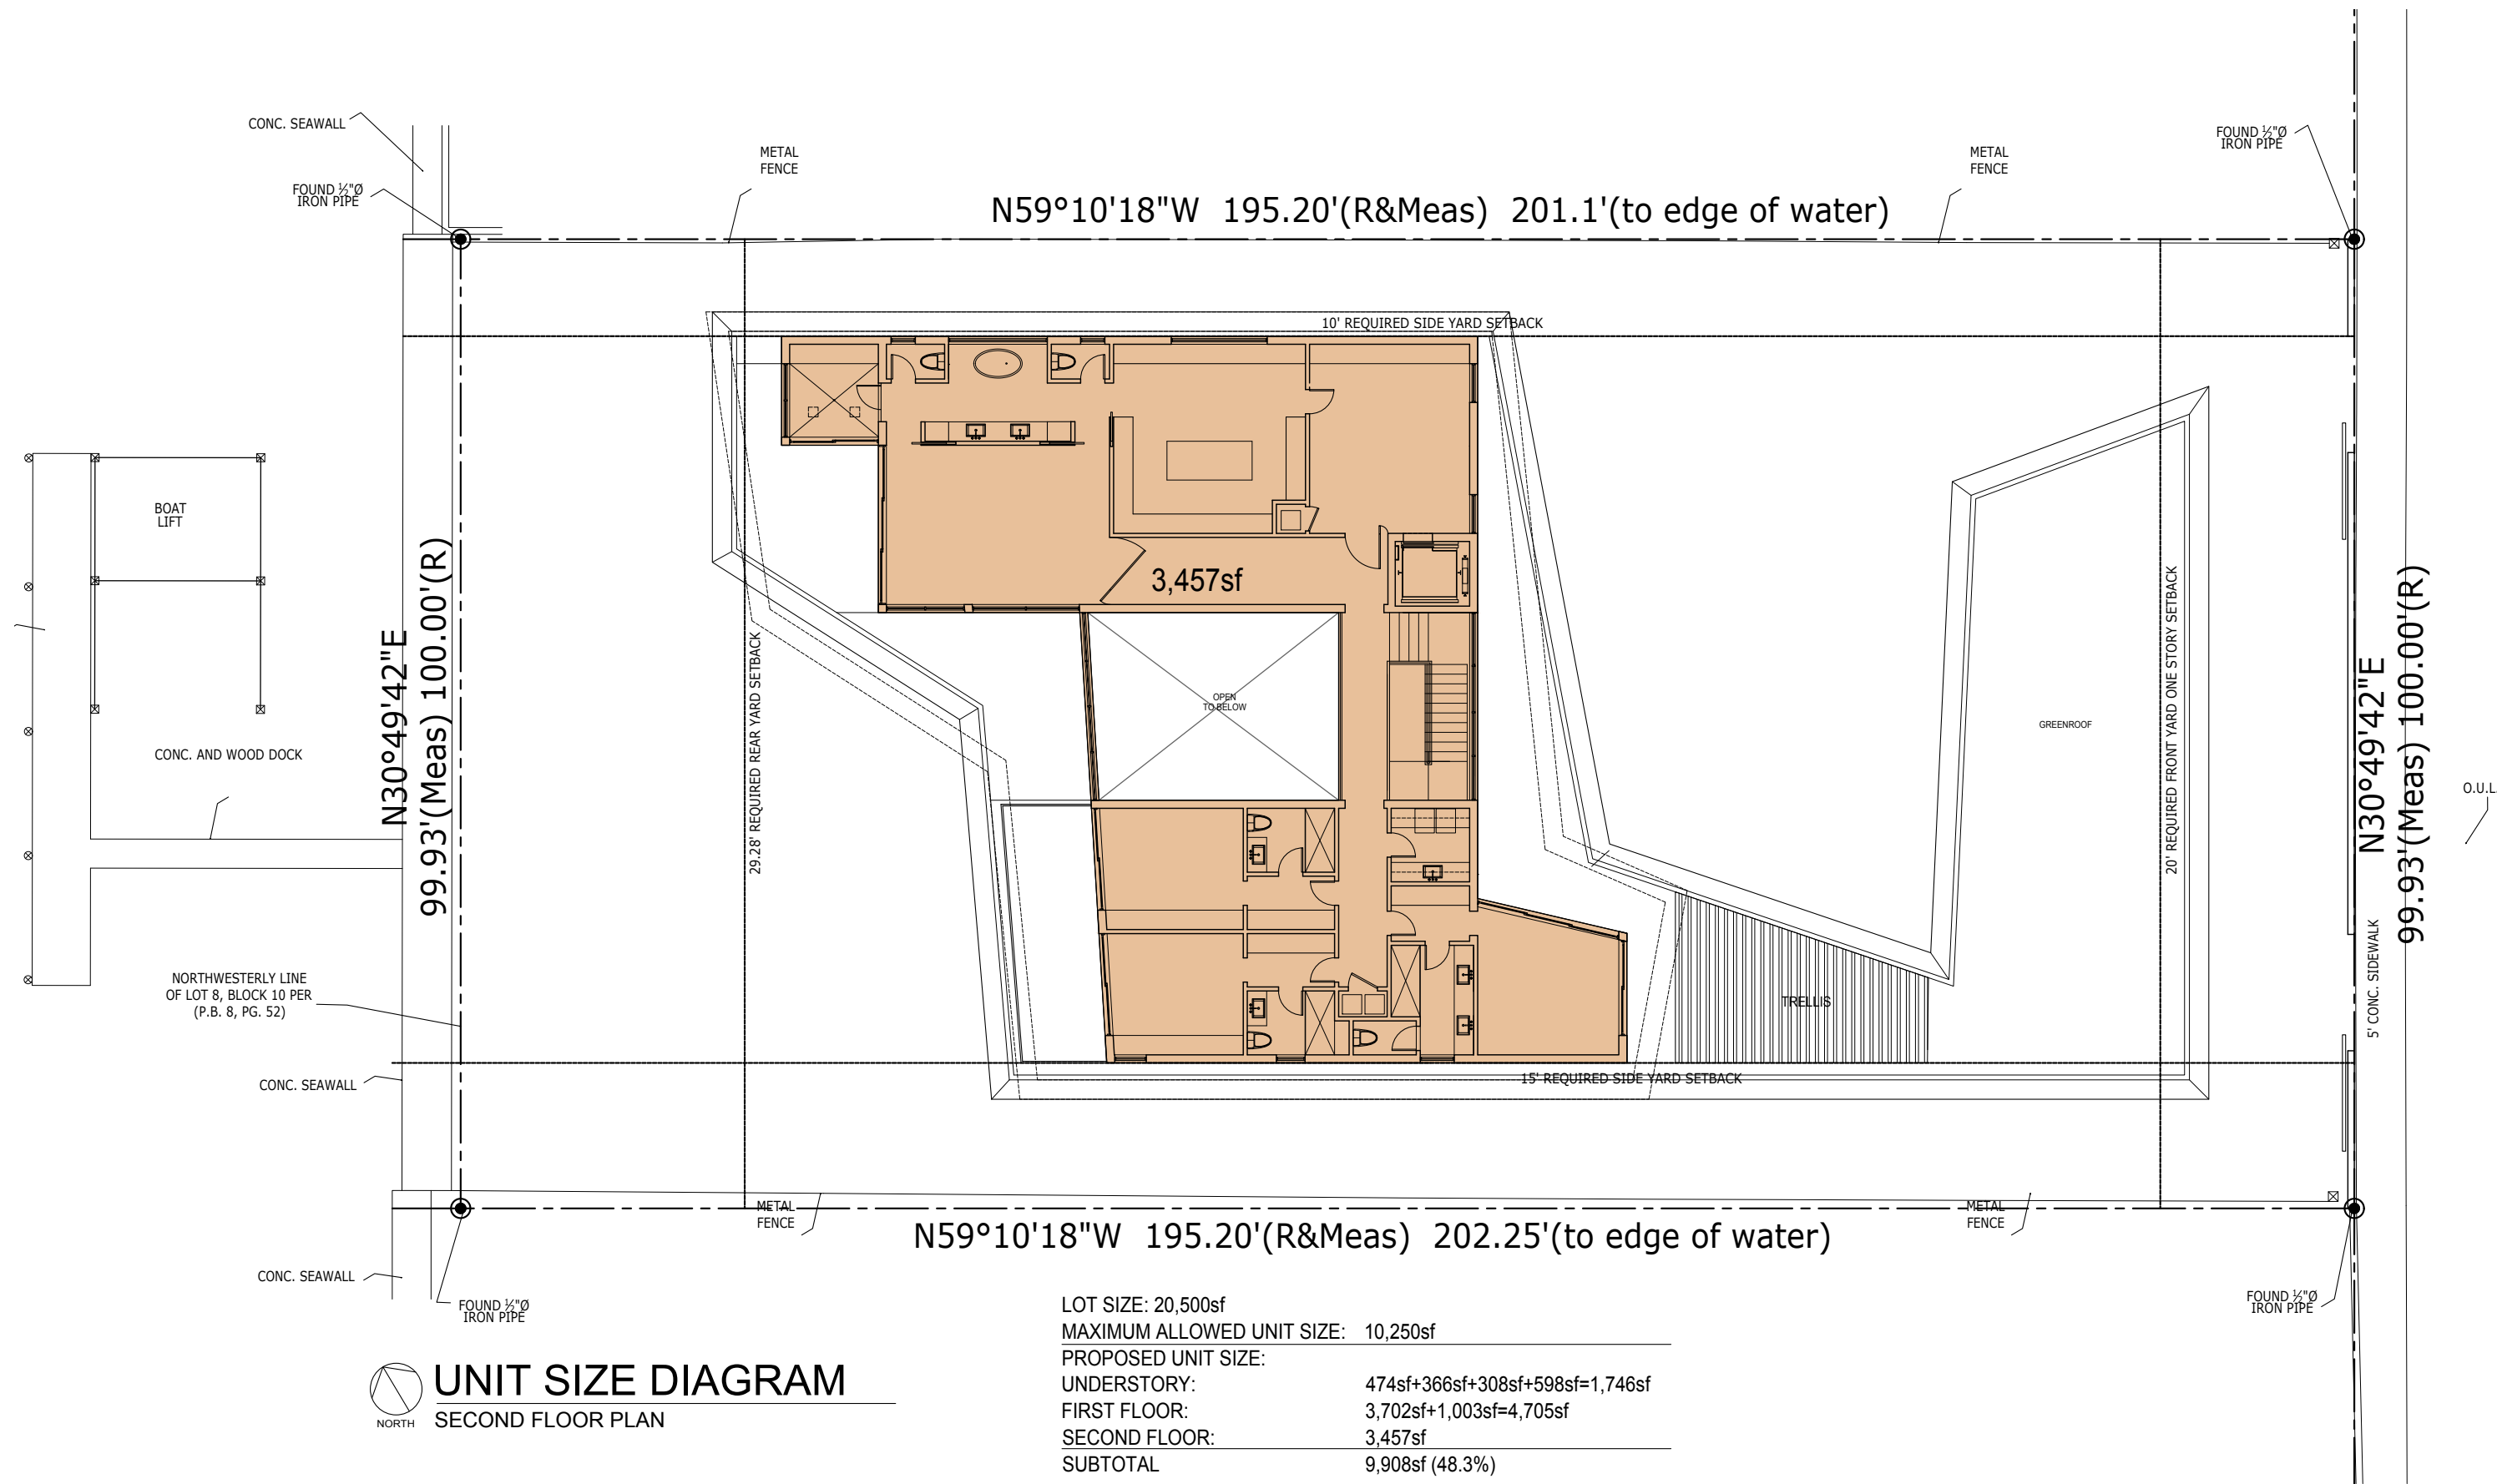 CONC. SEAWALL
FOUND ½"Ø
IRON PIPE
METAL
FENCE
METAL
FENCE
FOUND ½"Ø
IRON PIPE
N59°10'18"W 195.20'(R&Meas) 201.1'(to edge of water)
10' REQUIRED SIDE YARD SETBACK
BOAT
LIFT
CONC. AND WOOD DOCK
N30°49'42"E
99.93'(Meas) 100.00'(R)
29.28' REQUIRED REAR YARD SETBACK
3,457sf
OPEN
TO BELOW
GREENROOF
20' REQUIRED FRONT YARD ONE STORY SETBACK
N30°49'42"E
99.93'(Meas) 100.00'(R)
O.U.L
5' CONC. SIDEWALK
NORTHWESTERLY LINE
OF LOT 8, BLOCK 10 PER
(P.B. 8, PG. 52)
TRELLIS
CONC. SEAWALL
15' REQUIRED SIDE YARD SETBACK
METAL
FENCE
METAL
FENCE
N59°10'18"W 195.20'(R&Meas) 202.25'(to edge of water)
CONC. SEAWALL
FOUND ½"Ø
IRON PIPE
FOUND ½"Ø
IRON PIPE
NORTH
UNIT SIZE DIAGRAM
SECOND FLOOR PLAN
LOT SIZE: 20,500sf
MAXIMUM ALLOWED UNIT SIZE: 10,250sf
PROPOSED UNIT SIZE:
UNDERSTORY: 474sf+366sf+308sf+598sf=1,746sf
FIRST FLOOR: 3,702sf+1,003sf=4,705sf
SECOND FLOOR: 3,457sf
SUBTOTAL 9,908sf (48.3%)